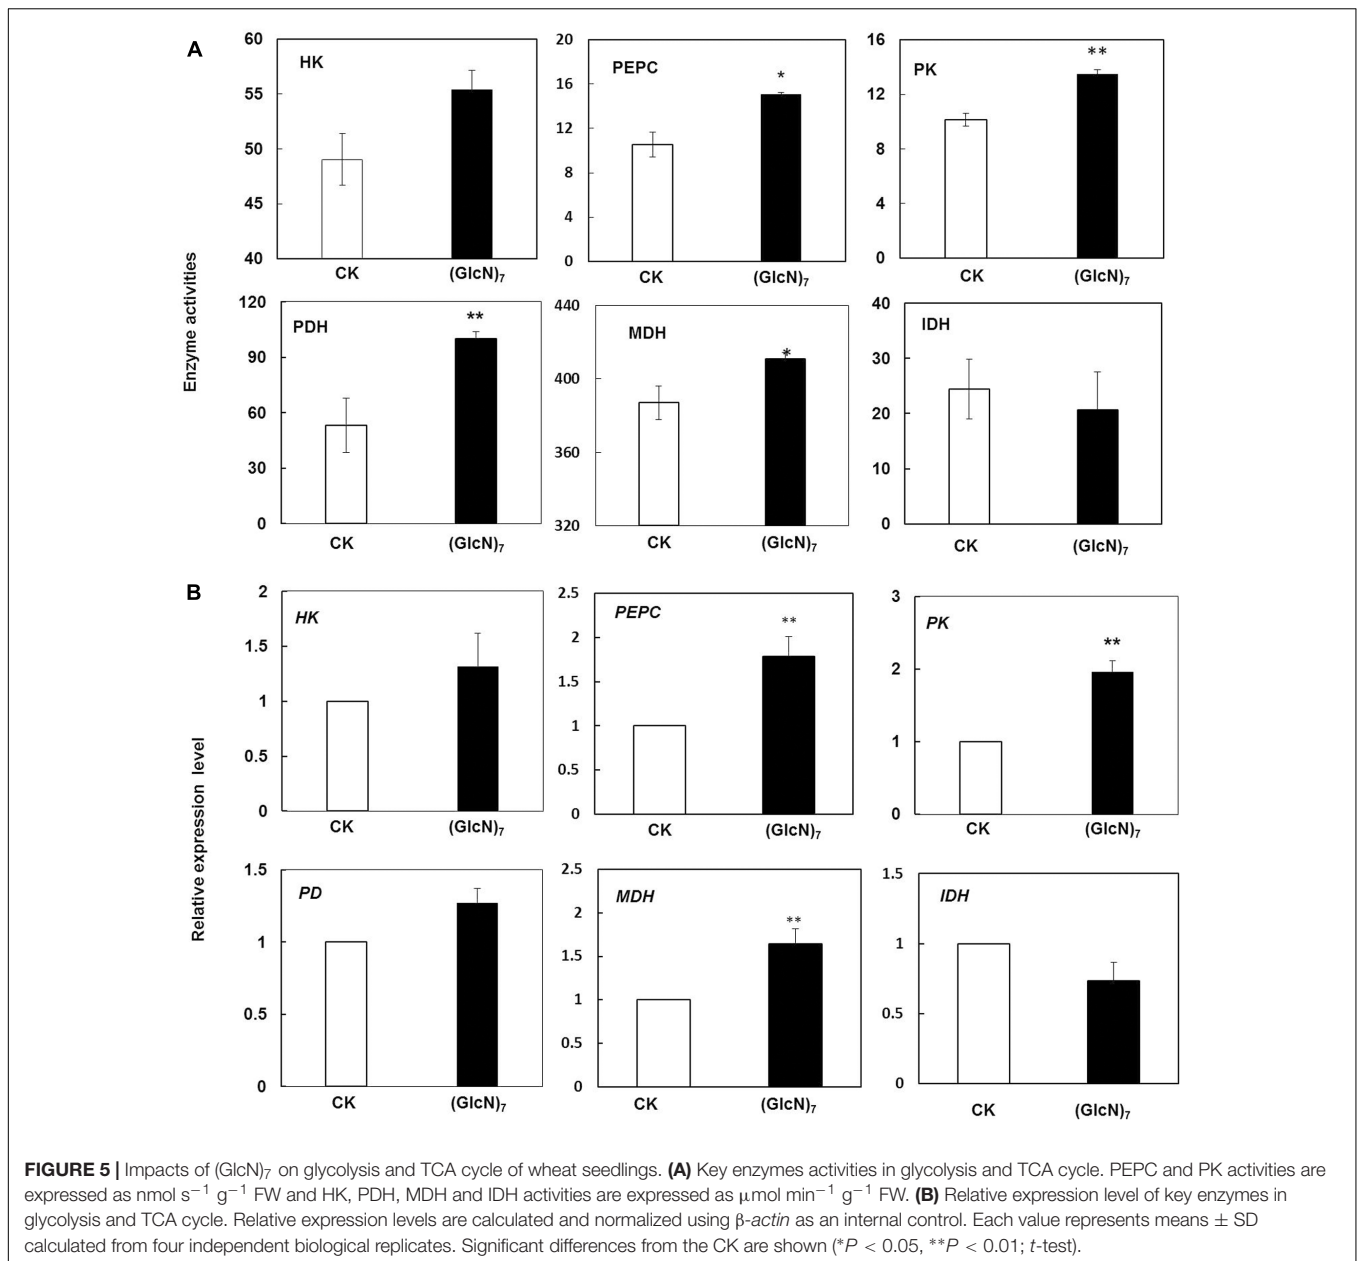 A
HK
60
55
50
45
40
CK (GlcN)7
PEPC
20
16
12
8
4
0
*
CK (GlcN)7
PK
16
12
8
4
0
**
CK (GlcN)7
Enzyme activities
PDH
120
90
60
30
0
**
CK (GlcN)7
MDH
440
400
360
320
*
CK (GlcN)7
IDH
40
30
20
10
0
CK (GlcN)7
B
HK
2
1.5
1
0.5
0
CK (GlcN)7
PEPC
2.5
2
1.5
1
0.5
0
**
CK (GlcN)7
PK
3
2
1
0
**
CK (GlcN)7
Relative expression level
PD
1.5
1
0.5
0
CK (GlcN)7
MDH
2.5
2
1.5
1
0.5
0
**
CK (GlcN)7
IDH
1.5
1
0.5
0
CK (GlcN)7
FIGURE 5 | Impacts of (GlcN)7 on glycolysis and TCA cycle of wheat seedlings. (A) Key enzymes activities in glycolysis and TCA cycle. PEPC and PK activities are
expressed as nmol s−1 g−1 FW and HK, PDH, MDH and IDH activities are expressed as μmol min−1 g−1 FW. (B) Relative expression level of key enzymes in
glycolysis and TCA cycle. Relative expression levels are calculated and normalized using β-actin as an internal control. Each value represents means ± SD
calculated from four independent biological replicates. Significant differences from the CK are shown (*P < 0.05, **P < 0.01; t-test).